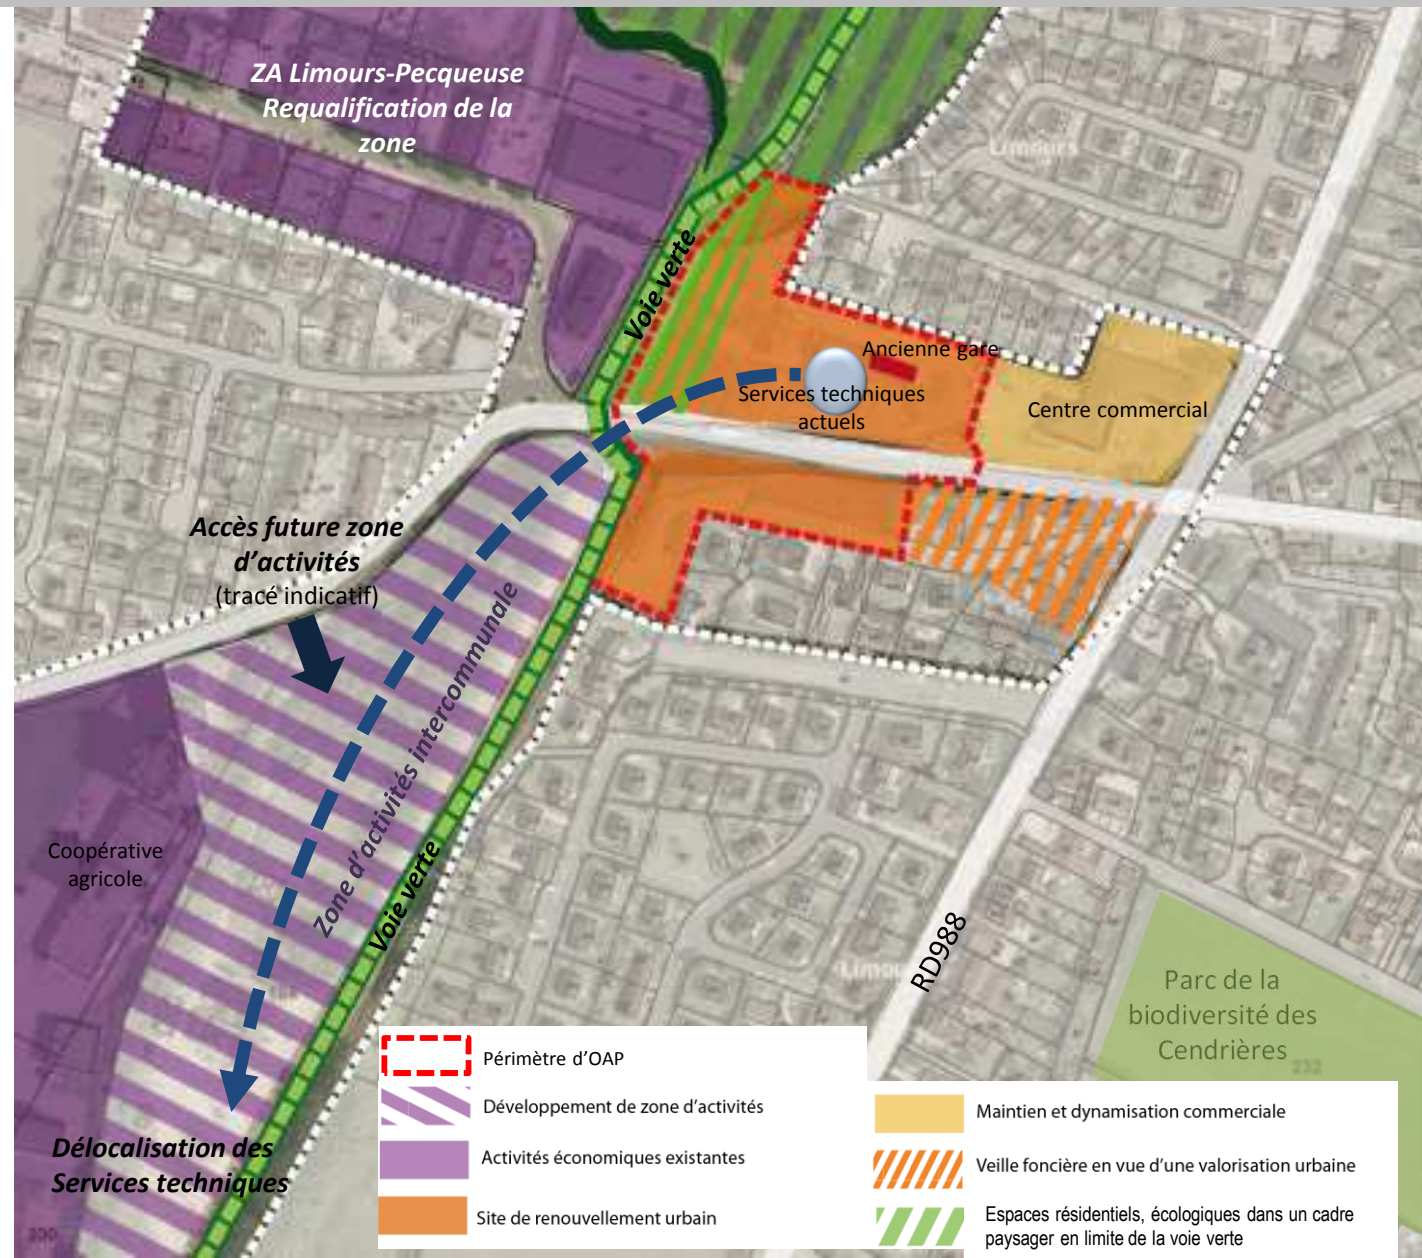 ZA Limours-Pecqueuse
Requalification de la
zone
Limours
Voie verte
Ancienne gare
Services techniques
actuels
Centre commercial
Accès future zone
d'activités
(tracé indicatif)
Zone d'activités intercommunale
Coopérative
agricole
Voie verte
RD988
Limou
Parc de la
biodiversité des
Cendrières
232
Délocalisation des
Services techniques
Périmètre d'OAP
Développement de zone d'activités
Activités économiques existantes
Site de renouvellement urbain
Maintien et dynamisation commerciale
Veille foncière en vue d'une valorisation urbaine
Espaces résidentiels, écologiques dans un cadre
paysager en limite de la voie verte